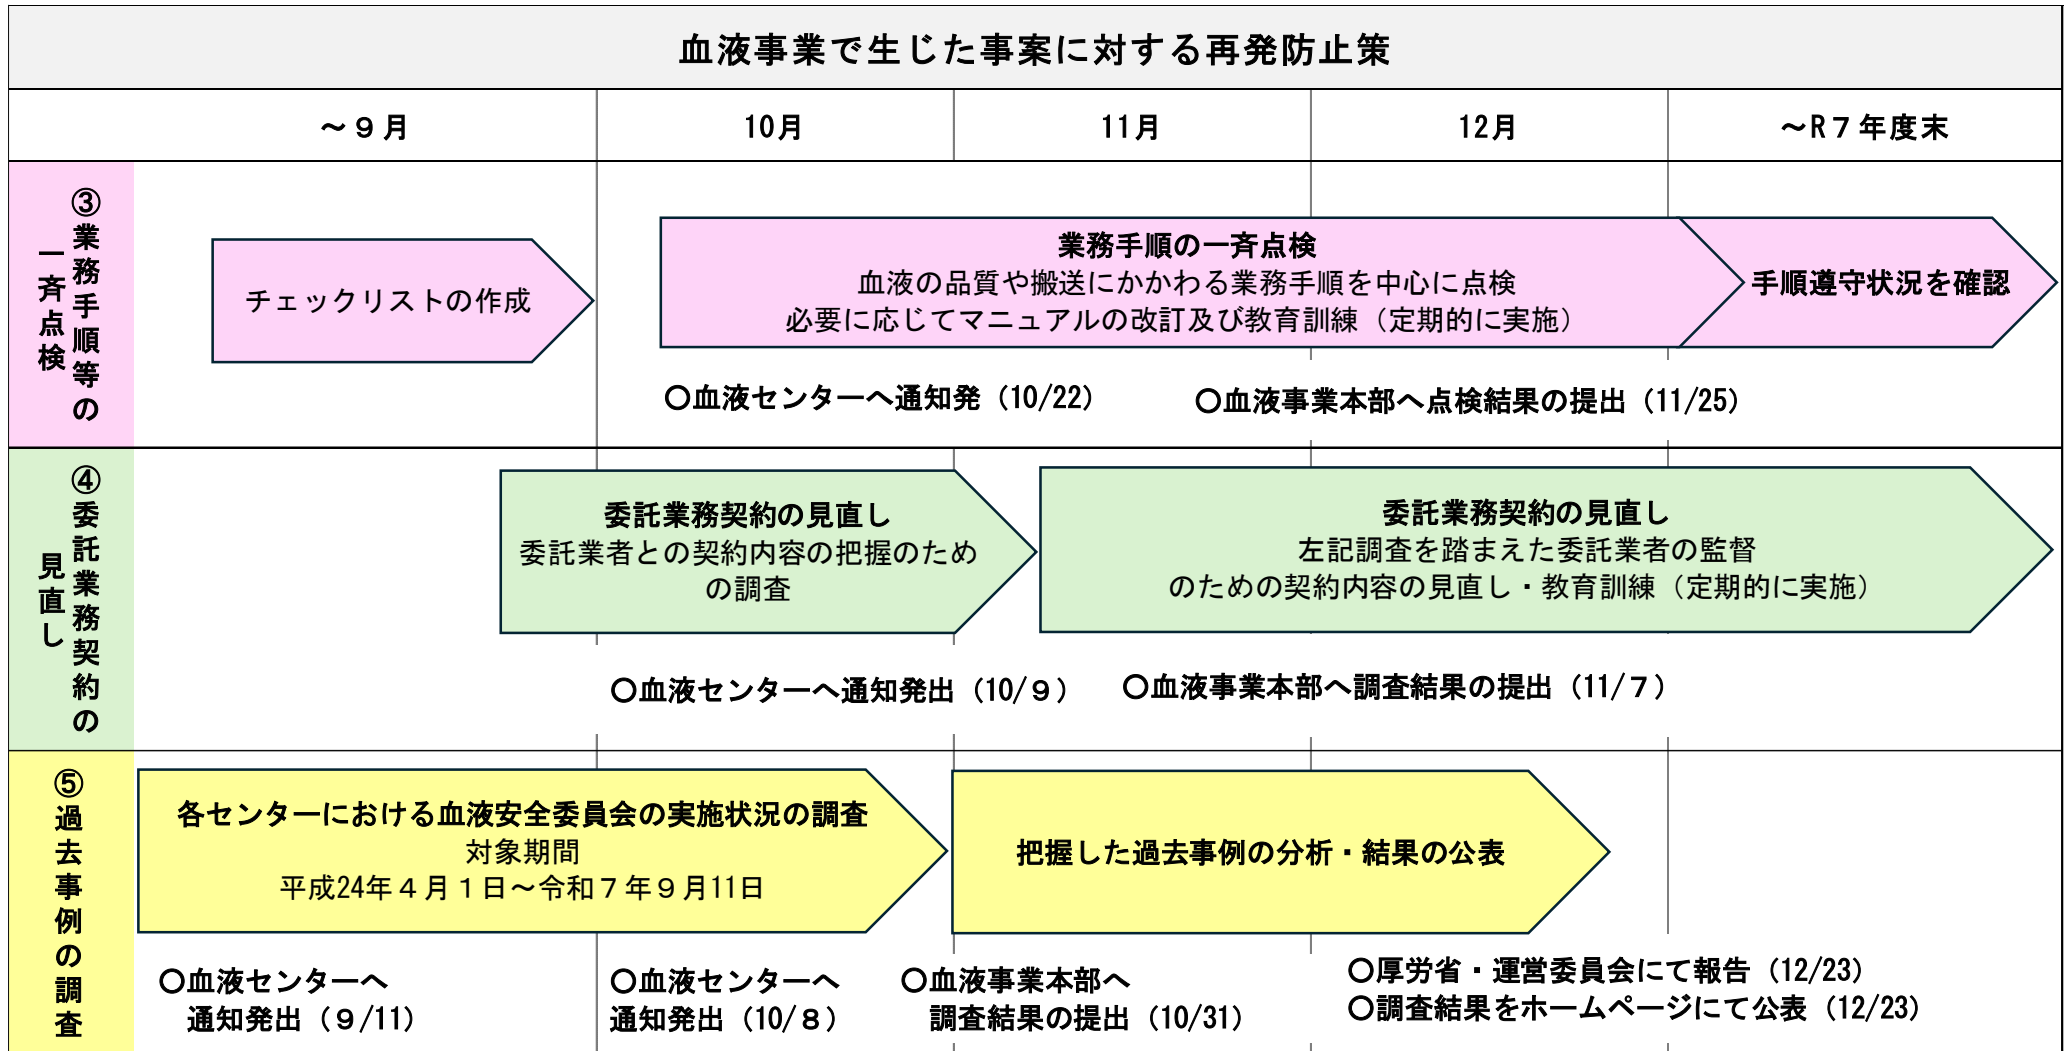 血液事業で生じた事案に対する再発防止策
～９月
10月
11月
12月
～R７年度末
③業務手順等の
一斉点検
チェックリストの作成
業務手順の一斉点検
血液の品質や搬送にかかわる業務手順を中心に点検
必要に応じてマニュアルの改訂及び教育訓練（定期的に実施）
手順遵守状況を確認
〇血液センターへ通知発（10/22）
〇血液事業本部へ点検結果の提出（11/25）
④委託業務契約の
見直し
委託業務契約の見直し
委託業者との契約内容の把握のため
の調査
委託業務契約の見直し
左記調査を踏まえた委託業者の監督
のための契約内容の見直し・教育訓練（定期的に実施）
〇血液センターへ通知発出（10/９）
〇血液事業本部へ調査結果の提出（11/７）
⑤過去事例の調査
各センターにおける血液安全委員会の実施状況の調査
対象期間
平成24年４月１日～令和７年９月11日
把握した過去事例の分析・結果の公表
〇血液センターへ
通知発出（９/11）
〇血液センターへ
通知発出（10/８）
〇血液事業本部へ
調査結果の提出（10/31）
〇厚労省・運営委員会にて報告（12/23）
〇調査結果をホームページにて公表（12/23）